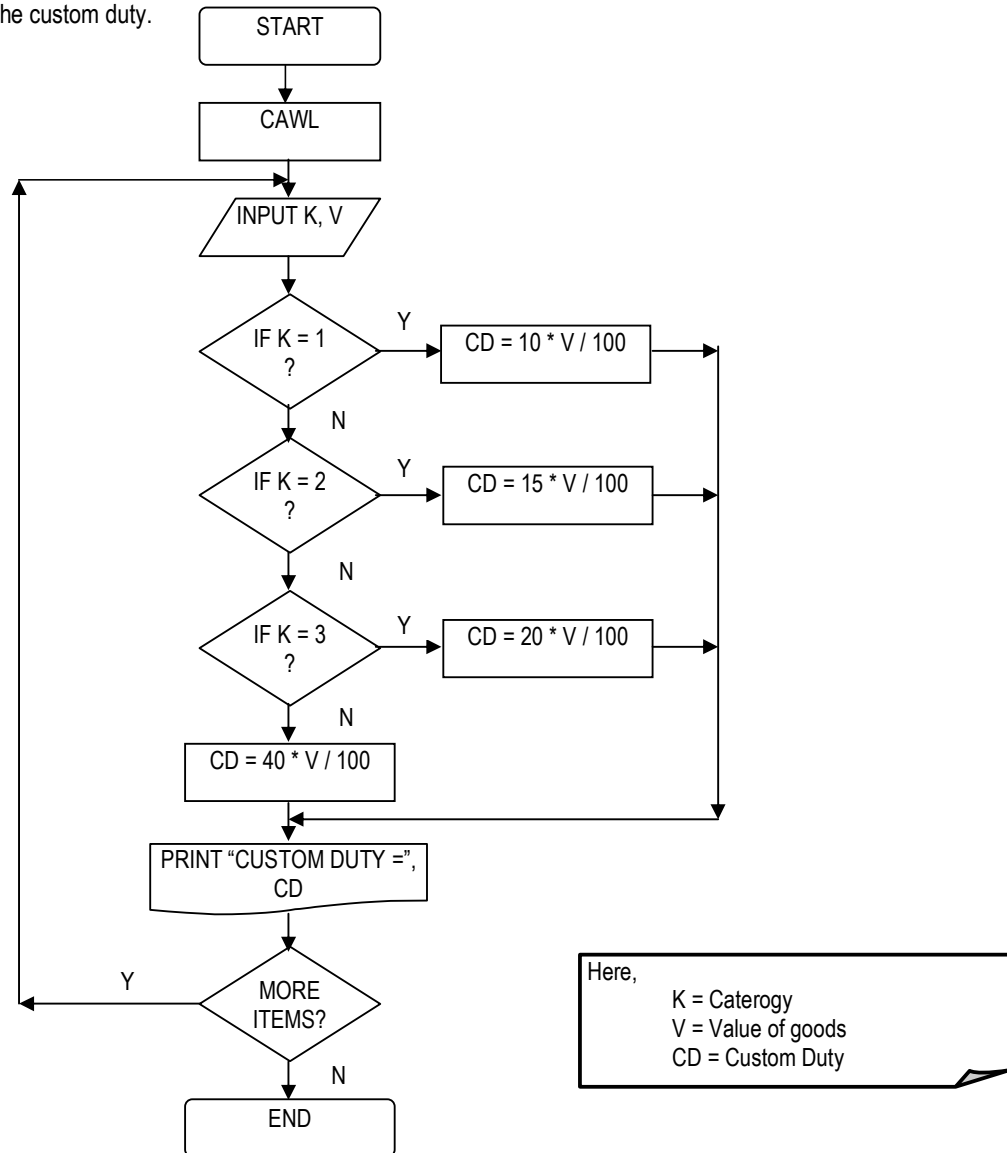 he custom duty.
START
CAWL
INPUT K, V
IF K = 1
?
Y
CD = 10 * V / 100
N
IF K = 2
?
Y
CD = 15 * V / 100
N
IF K = 3
?
Y
CD = 20 * V / 100
N
CD = 40 * V / 100
PRINT “CUSTOM DUTY =”,
CD
MORE
ITEMS?
Y
N
END
Here,
K = Caterogy
V = Value of goods
CD = Custom Duty